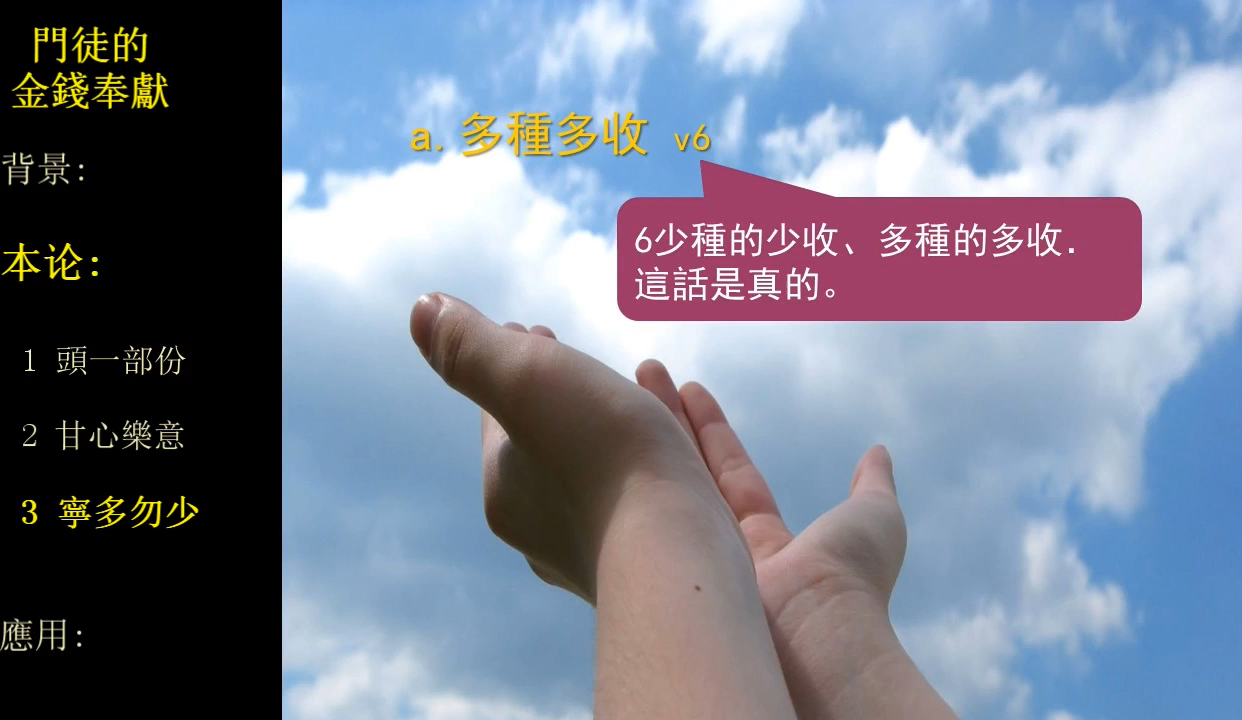 門徒的
金錢奉獻
背景:
本论:
1 頭一部份
2 甘心樂意
3 寧多勿少
應用:
a. 多種多收 v6
6少種的少收、多種的多收.
這話是真的。